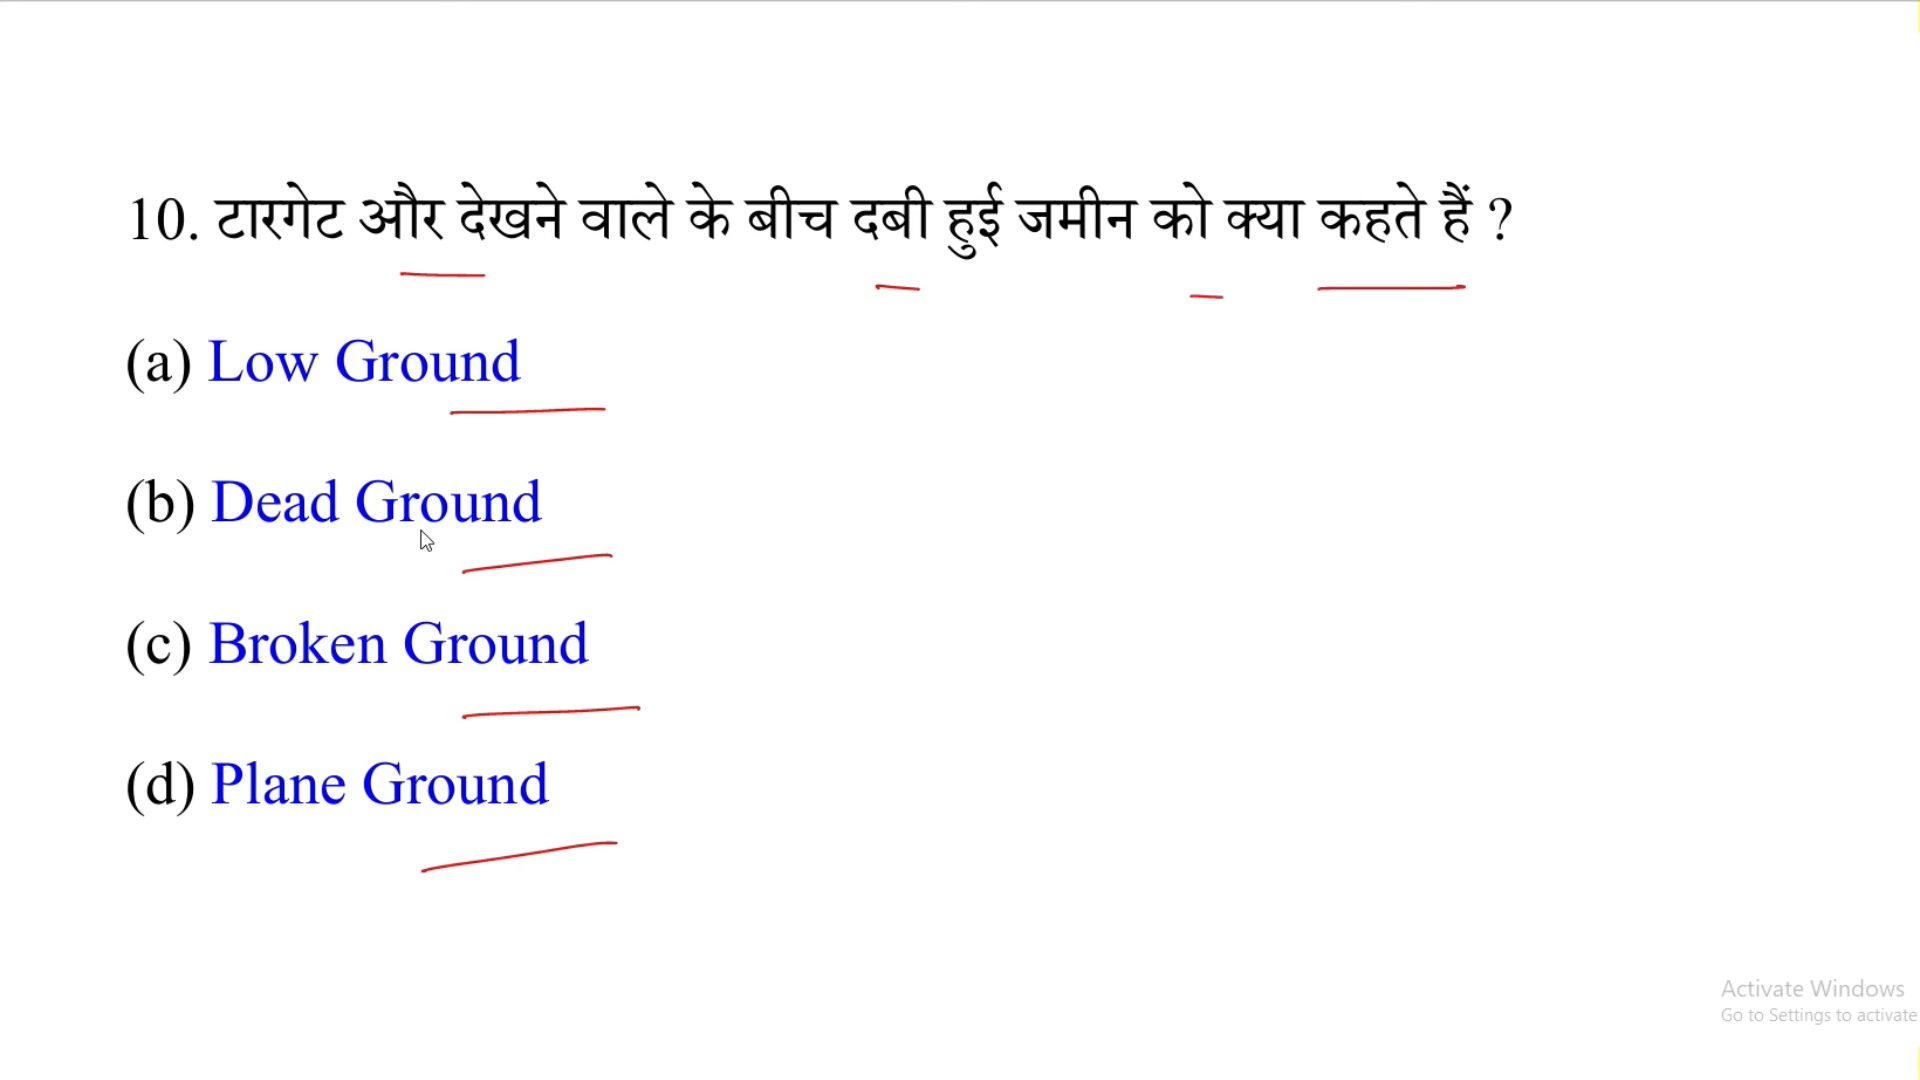 10. टारगेट और देखने वाले के बीच दबी हुई जमीन को क्या कहते हैं ?
(a) Low Ground
(b) Dead Ground
(c) Broken Ground
(d) Plane Ground
Activate Windows
Go to Settings to activate